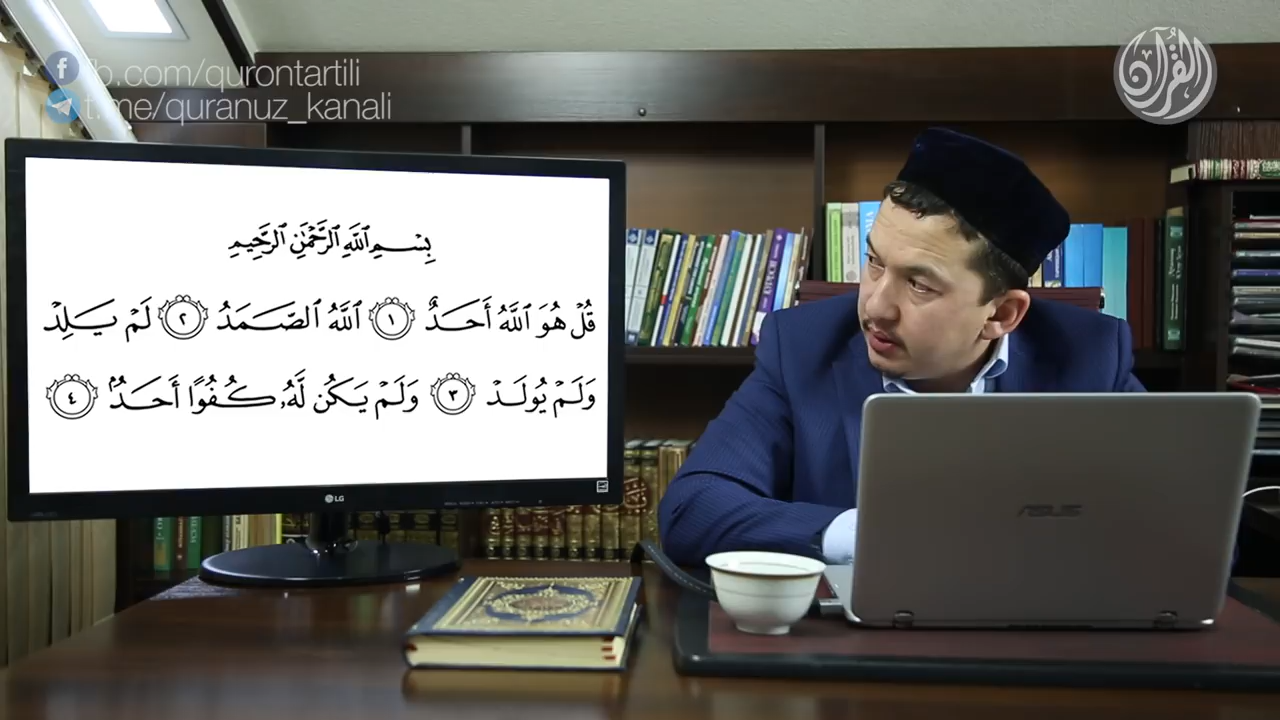 fb.com/qurontartili
t.me/quranuz_kanali
القرآن
بِسْمِ ٱللَّهِ ٱلرَّحْمَٰنِ ٱلرَّحِيمِ
قُلْ هُوَ ٱللَّهُ أَحَدٌ ١ ٱللَّهُ ٱلصَّمَدُ ٢ لَمْ يَلِدْ
وَلَمْ يُولَدْ ٣ وَلَمْ يَكُن لَّهُۥ كُفُوًا أَحَدٌۢ ٤
LG
ASUS